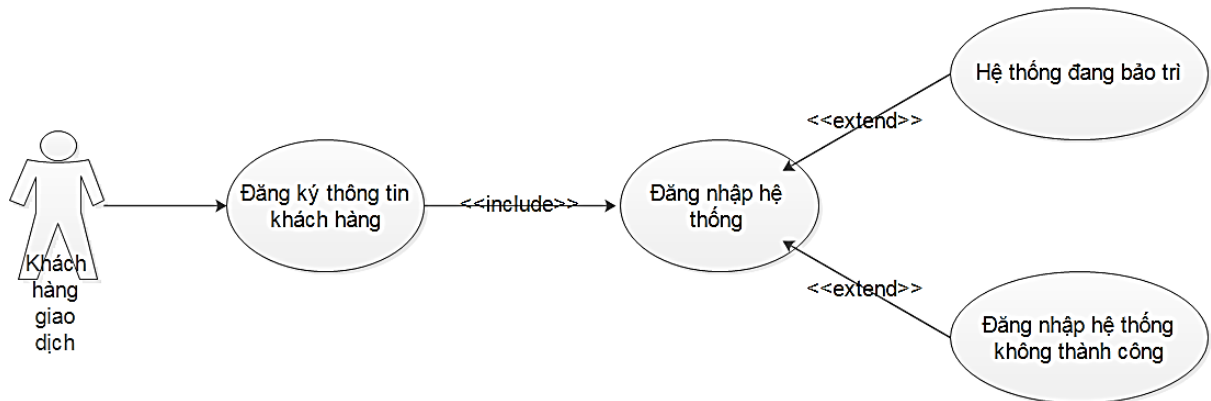 Hệ thống đang bảo trì
<<extend>>
Đăng ký thông tin
khách hàng
<<include>>
Đăng nhập hệ
thống
Khách
hàng
giao
dịch
<<extend>>
Đăng nhập hệ thống
không thành công